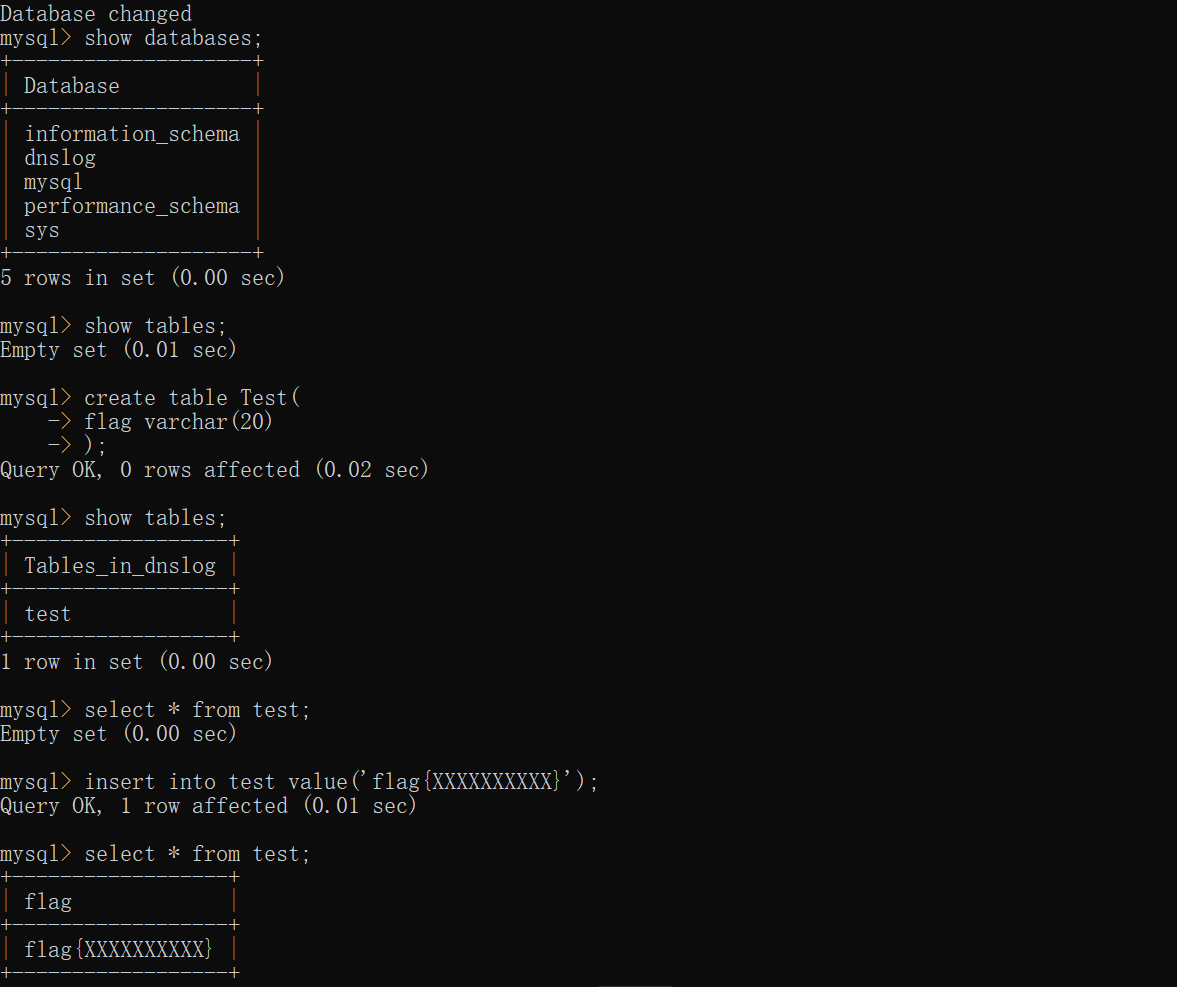 Database changed
mysql> show databases;
+--------------------+
| Database           |
+--------------------+
| information_schema |
| dnslog             |
| mysql              |
| performance_schema |
| sys                |
+--------------------+
5 rows in set (0.00 sec)

mysql> show tables;
Empty set (0.01 sec)

mysql> create table Test(
    -> flag varchar(20)
    -> );
Query OK, 0 rows affected (0.02 sec)

mysql> show tables;
+------------------+
| Tables_in_dnslog |
+------------------+
| test             |
+------------------+
1 row in set (0.00 sec)

mysql> select * from test;
Empty set (0.00 sec)

mysql> insert into test value('flag{XXXXXXXXXX}');
Query OK, 1 row affected (0.01 sec)

mysql> select * from test;
+------------------+
| flag             |
+------------------+
| flag{XXXXXXXXXX} |
+------------------+